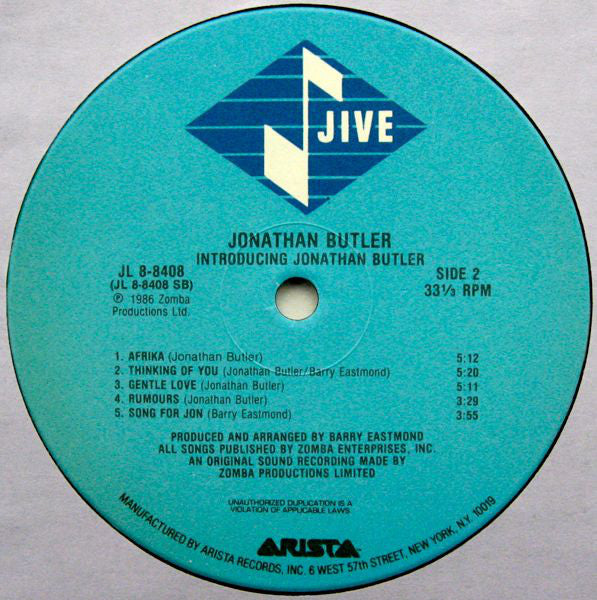 JIVE
JONATHAN BUTLER
INTRODUCING JONATHAN BUTLER
JL 8-8408
(JL 8-8408 SB)
℗ 1986 Zomba
Productions Ltd.
SIDE 2
33⅓ RPM
1. AFRIKA (Jonathan Butler) 5:12
2. THINKING OF YOU (Jonathan Butler/Barry Eastmond) 5:20
3. GENTLE LOVE (Jonathan Butler) 5:11
4. RUMOURS (Jonathan Butler) 3:29
5. SONG FOR JON (Barry Eastmond) 3:55
PRODUCED AND ARRANGED BY BARRY EASTMOND
ALL SONGS PUBLISHED BY ZOMBA ENTERPRISES, INC.
AN ORIGINAL SOUND RECORDING MADE BY
ZOMBA PRODUCTIONS LIMITED
UNAUTHORIZED DUPLICATION IS A
VIOLATION OF APPLICABLE LAWS
ARISTA
MANUFACTURED BY ARISTA RECORDS, INC. 6 WEST 57th STREET, NEW YORK, N.Y. 10019